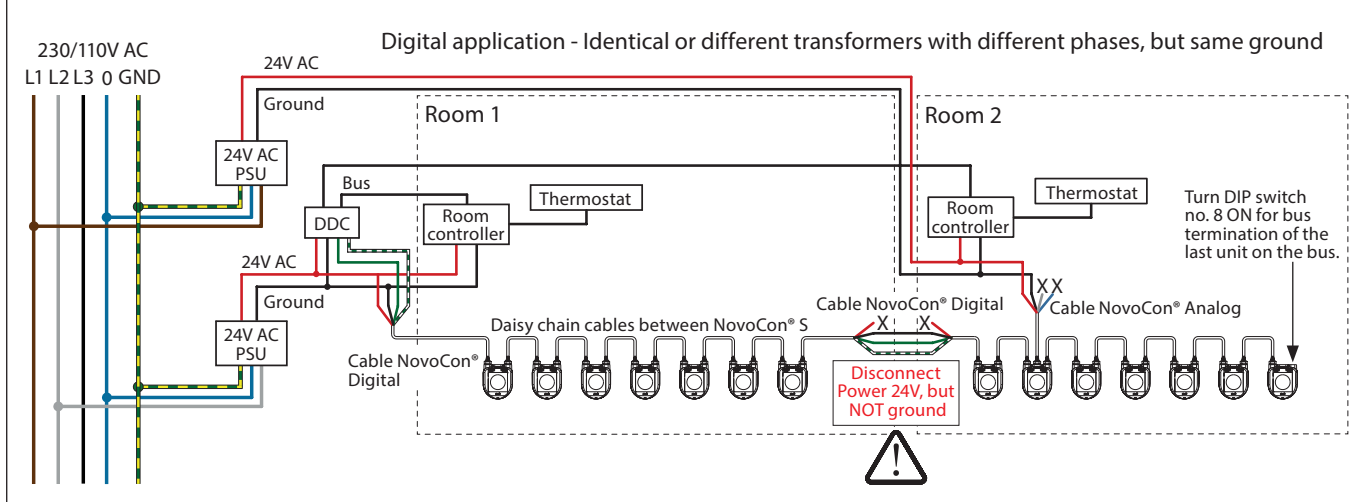 Digital application - Identical or different transformers with different phases, but same ground
230/110V AC
L1 L2 L3 0 GND
24V AC
Ground
24V AC
PSU
Room 1
Room 2
Bus
DDC
Room
controller
Thermostat
Room
controller
Thermostat
Turn DIP switch
no. 8 ON for bus
termination of the
last unit on the bus.
24V AC
Ground
24V AC
PSU
Cable NovoCon®
Digital
Daisy chain cables between NovoCon® S
Cable NovoCon® Digital
X X
X X
Cable NovoCon® Analog
Disconnect
Power 24V, but
NOT ground
!